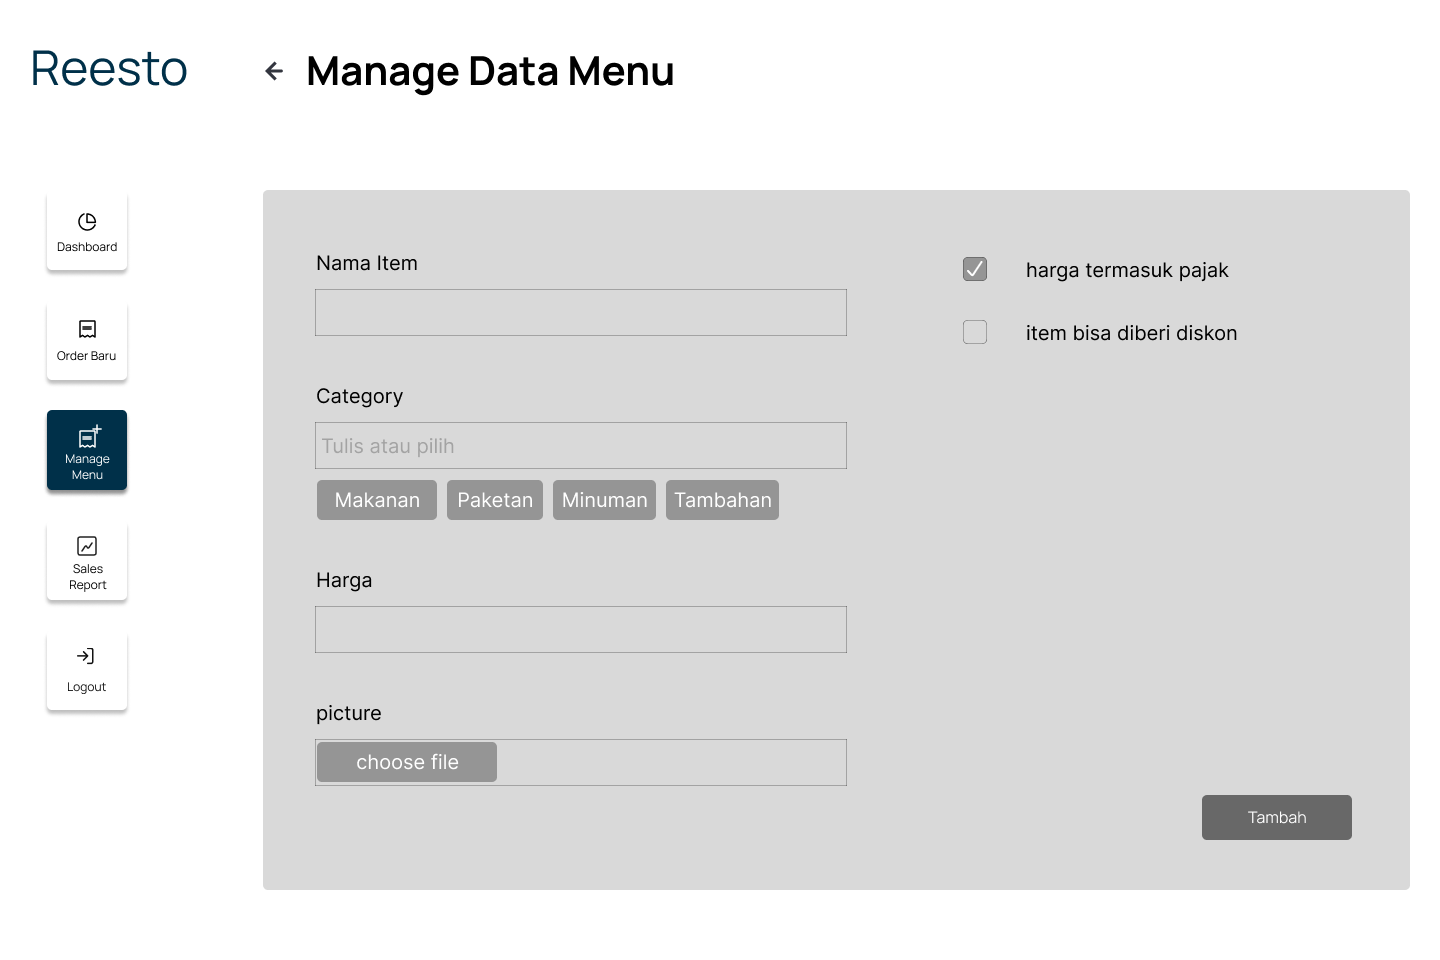 Reesto
Manage Data Menu
Dashboard
Order Baru
Manage
Menu
Sales
Report
Logout
Nama Item
Category
Tulis atau pilih
Makanan Paketan Minuman Tambahan
Harga
picture
choose file
harga termasuk pajak
item bisa diberi diskon
Tambah